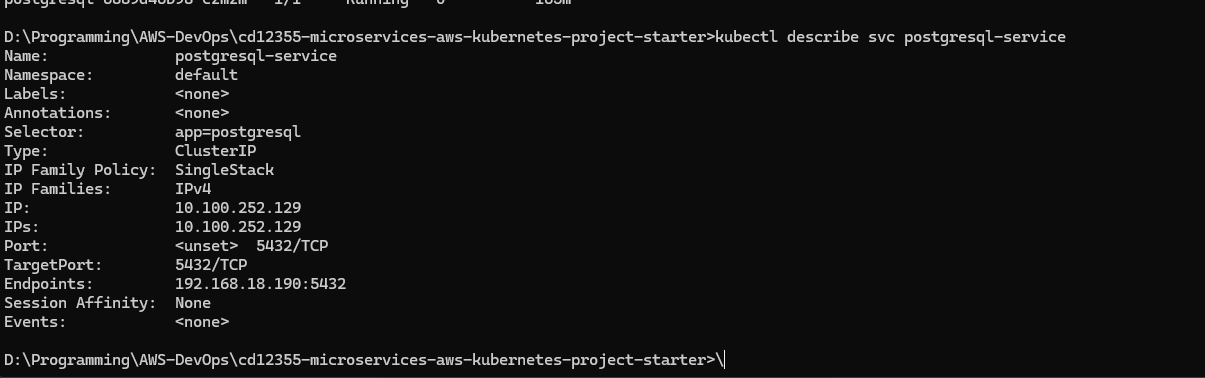 1/1 Running 0
D:\Programming\AWS-DevOps\cd12355-microservices-aws-kubernetes-project-starter>kubectl describe svc postgresql-service
Name: postgresql-service
Namespace: default
Labels: <none>
Annotations: <none>
Selector: app=postgresql
Type: ClusterIP
IP Family Policy: SingleStack
IP Families: IPv4
IP: 10.100.252.129
IPs: 10.100.252.129
Port: <unset> 5432/TCP
TargetPort: 5432/TCP
Endpoints: 192.168.18.190:5432
Session Affinity: None
Events: <none>
D:\Programming\AWS-DevOps\cd12355-microservices-aws-kubernetes-project-starter>\